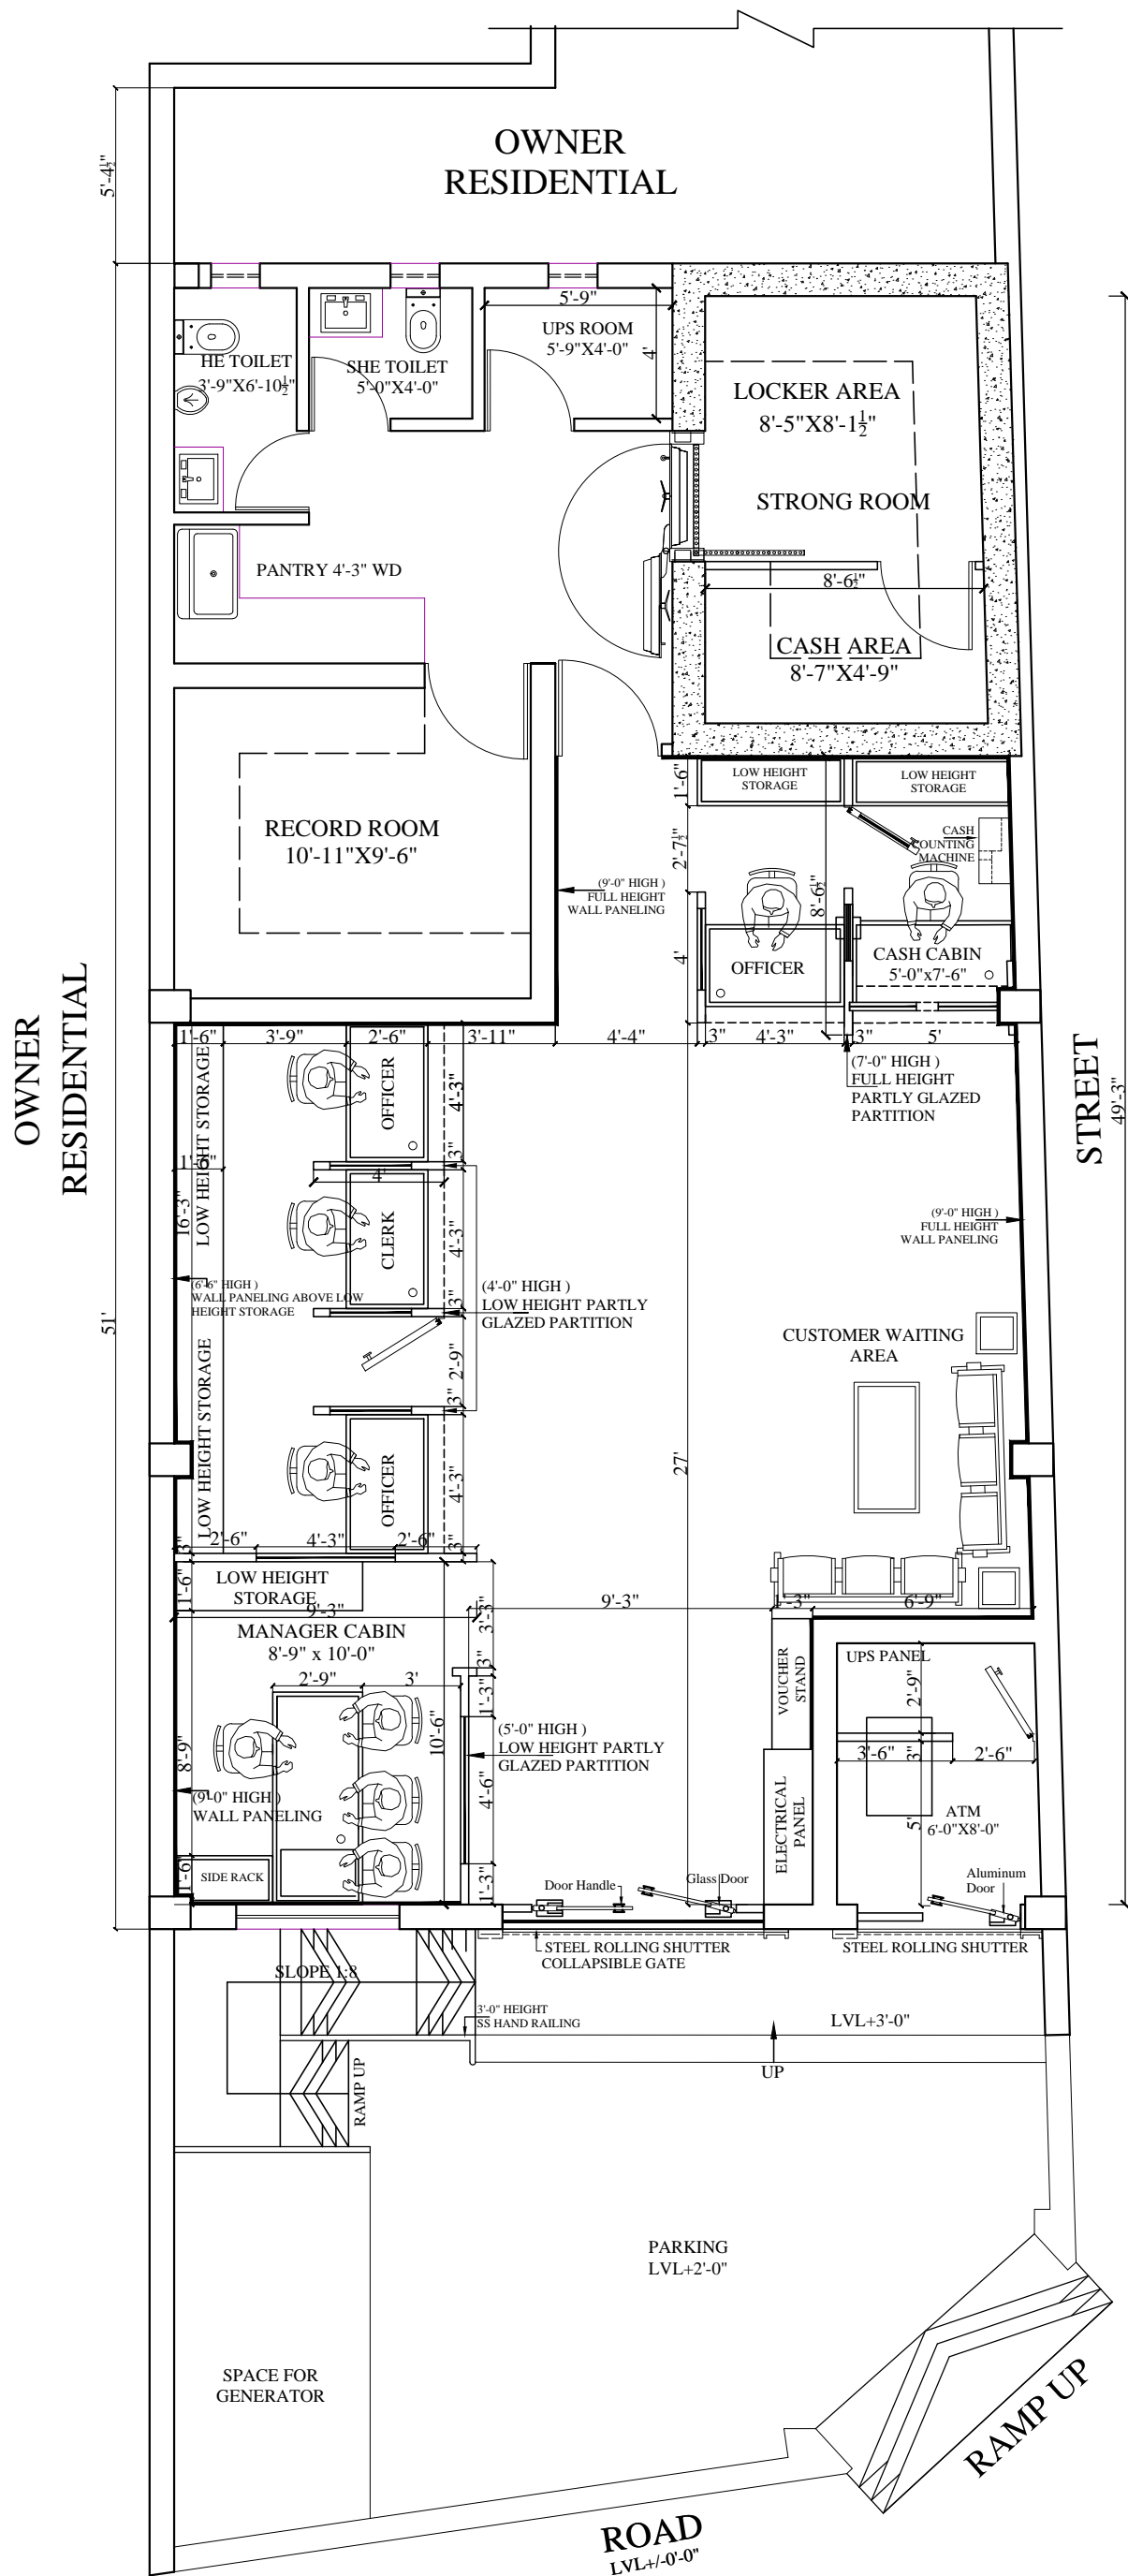 OWNER
RESIDENTIAL
5'-4½"
5'-9"
UPS ROOM
5'-9"X4'-0"
4'
HE TOILET
3'-9"X6'-10½"
SHE TOILET
5'-0"X4'-0"
LOCKER AREA
8'-5"X8'-1½"
STRONG ROOM
PANTRY 4'-3" WD
8'-6½"
CASH AREA
8'-7"X4'-9"
RECORD ROOM
10'-11"X9'-6"
1'-6"
LOW HEIGHT
STORAGE
LOW HEIGHT
STORAGE
2'-7½"
8'-6½"
CASH
COUNTING
MACHINE
(9'-0" HIGH )
FULL HEIGHT
WALL PANELING
4'
OFFICER
CASH CABIN
5'-0"x7'-6"
OWNER
RESIDENTIAL
STREET
49'-3"
51'
1'-6"
3'-9"
2'-6"
3'-11"
4'-4"
3"
4'-3"
3"
5'
(7'-0" HIGH )
FULL HEIGHT
PARTLY GLAZED
PARTITION
LOW HEIGHT STORAGE
OFFICER
4'-3"
3"
1'-6"
4'
16'-3"
CLERK
4'-3"
3"
(9'-0" HIGH )
FULL HEIGHT
WALL PANELING
(6'-6" HIGH )
WALL PANELING ABOVE LOW
HEIGHT STORAGE
(4'-0" HIGH )
LOW HEIGHT PARTLY
GLAZED PARTITION
2'-9"
3"
CUSTOMER WAITING
AREA
LOW HEIGHT STORAGE
OFFICER
4'-3"
3"
27'
3"
2'-6"
4'-3"
2'-6"
1'-6"
LOW HEIGHT
STORAGE
9'-3"
3'-3"
9'-3"
1'-3"
6'-9"
MANAGER CABIN
8'-9" x 10'-0"
3"
2'-9"
3'
1'-3"
10'-6"
VOUCHER
STAND
UPS PANEL
2'-9"
8'-9"
(5'-0" HIGH )
LOW HEIGHT PARTLY
GLAZED PARTITION
3'-6"
3"
2'-6"
(9'-0" HIGH )
WALL PANELING
4'-6"
ELECTRICAL
PANEL
ATM
6'-0"X8'-0"
5'
1'-6"
SIDE RACK
1'-3"
Door Handle
Glass Door
Aluminum
Door
STEEL ROLLING SHUTTER
COLLAPSIBLE GATE
STEEL ROLLING SHUTTER
SLOPE 1:8
3'-0" HEIGHT
SS HAND RAILING
LVL+3'-0"
UP
RAMP UP
PARKING
LVL+2'-0"
SPACE FOR
GENERATOR
RAMP UP
ROAD
LVL+/-0'-0"